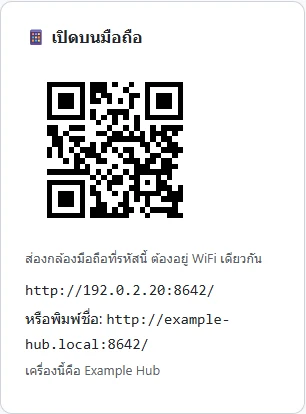 เปิดบนมือถือ
ส่องกล้องมือถือที่รหัสนี้ ต้องอยู่ WiFi เดียวกัน
http://192.0.2.20:8642/
หรือพิมพ์ชื่อ: http://example-
hub.local:8642/
เครื่องนี้คือ Example Hub